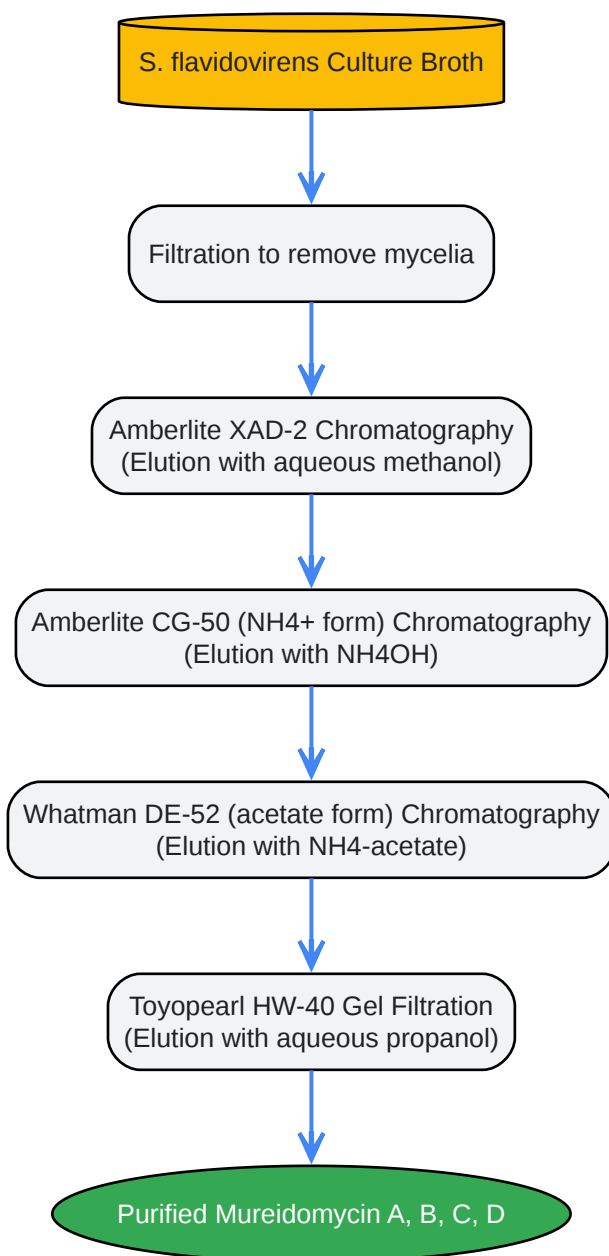 S. flavidovirens Culture Broth
Filtration to remove mycelia
Amberlite XAD-2 Chromatography
(Elution with aqueous methanol)
Amberlite CG-50 (NH4+ form) Chromatography
(Elution with NH4OH)
Whatman DE-52 (acetate form) Chromatography
(Elution with NH4-acetate)
Toyopearl HW-40 Gel Filtration
(Elution with aqueous propanol)
Purified Mureidomycin A, B, C, D